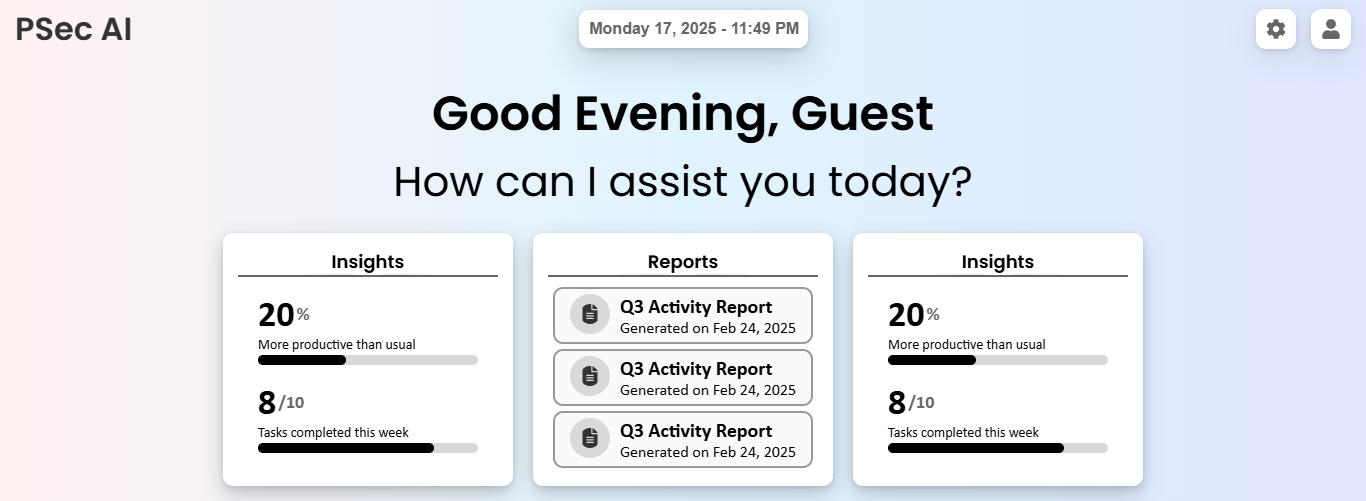 PSec AI
Monday 17, 2025 - 11:49 PM
Good Evening, Guest
How can I assist you today?
Insights
20%
More productive than usual
8/10
Tasks completed this week
Reports
Q3 Activity Report
Generated on Feb 24, 2025
Q3 Activity Report
Generated on Feb 24, 2025
Q3 Activity Report
Generated on Feb 24, 2025
Insights
20%
More productive than usual
8/10
Tasks completed this week